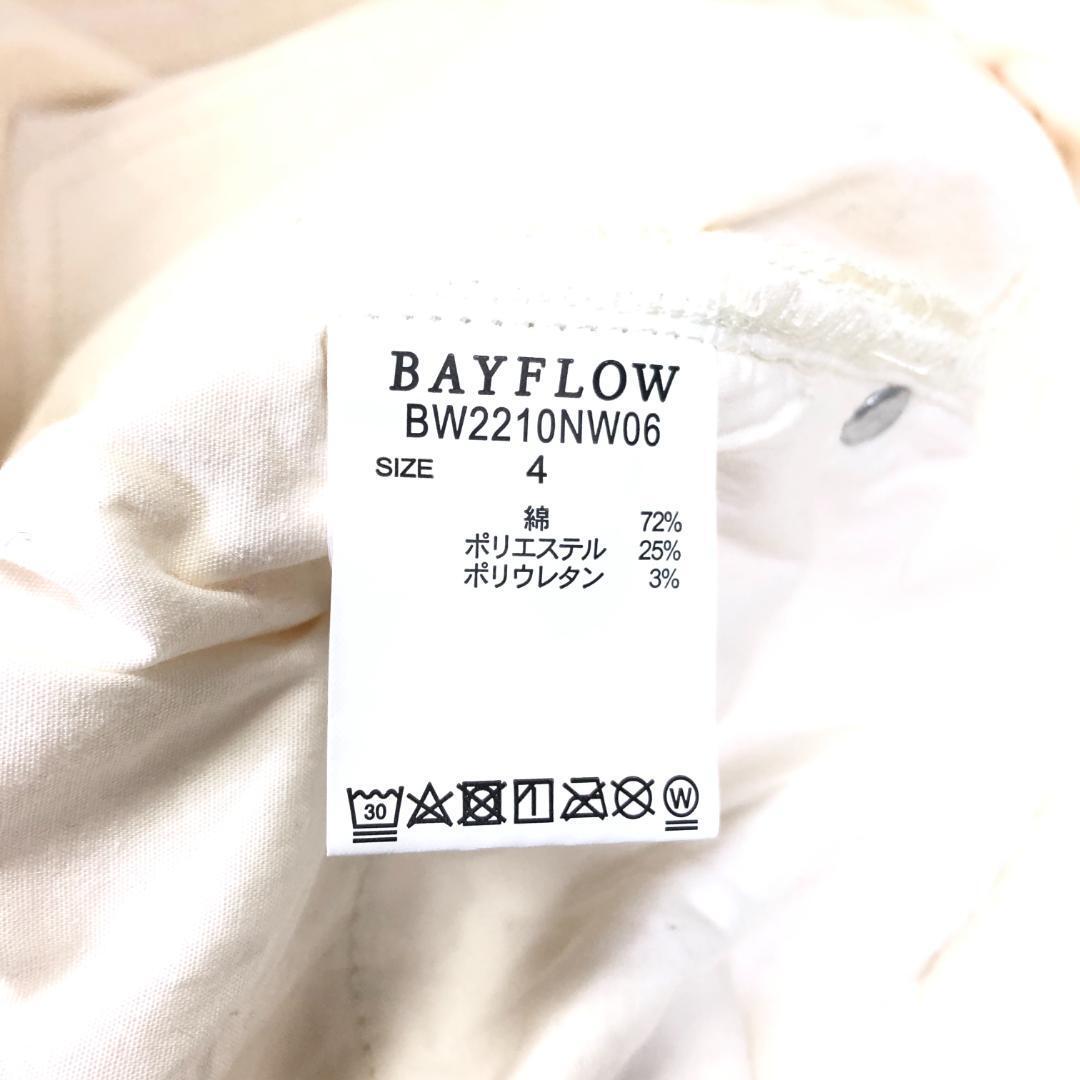 BAYFLOW
BW2210NW06
SIZE 4
綿 72%
ポリエステル 25%
ポリウレタン 3%
30 W